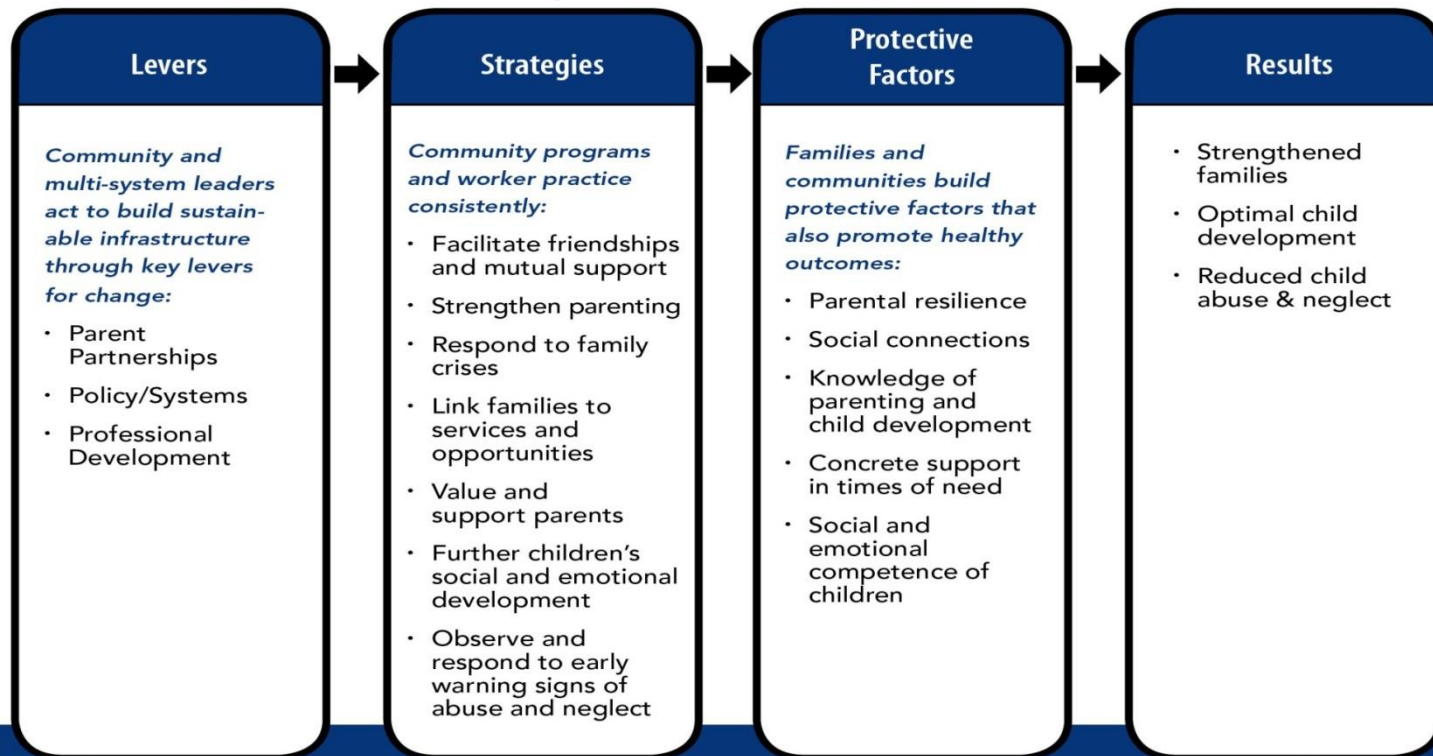 Levers
Community and
multi-system leaders
act to build sustain-
able infrastructure
through key levers
for change:
· Parent
Partnerships
· Policy/Systems
· Professional
Development
Strategies
Community programs
and worker practice
consistently:
· Facilitate friendships
and mutual support
· Strengthen parenting
· Respond to family
crises
· Link families to
services and
opportunities
· Value and
support parents
· Further children’s
social and emotional
development
· Observe and
respond to early
warning signs of
abuse and neglect
Protective
Factors
Families and
communities build
protective factors that
also promote healthy
outcomes:
· Parental resilience
· Social connections
· Knowledge of
parenting and
child development
· Concrete support
in times of need
· Social and
emotional
competence of
children
Results
· Strengthened
families
· Optimal child
development
· Reduced child
abuse & neglect